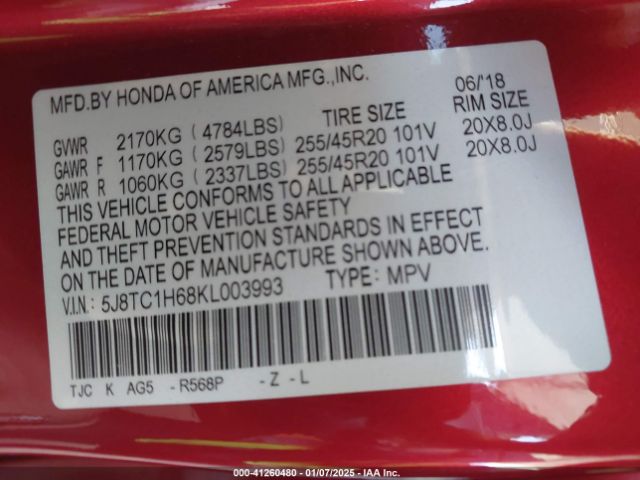 MFD.BY HONDA OF AMERICA MFG.,INC. 06/'18
GVWR 2170KG ( 4784LBS) TIRE SIZE RIM SIZE
GAWR F 1170KG ( 2579LBS) 255/45R20 101V 20X8.0J
GAWR R 1060KG ( 2337LBS) 255/45R20 101V 20X8.0J
THIS VEHICLE CONFORMS TO ALL APPLICABLE
FEDERAL MOTOR VEHICLE SAFETY
AND THEFT PREVENTION STANDARDS IN EFFECT
ON THE DATE OF MANUFACTURE SHOWN ABOVE.
V.I.N: 5J8TC1H68KL003993 TYPE: MPV
TJC K AG5 - R568P - Z - L
000-41260480 - 01/07/2025 - IAA Inc.